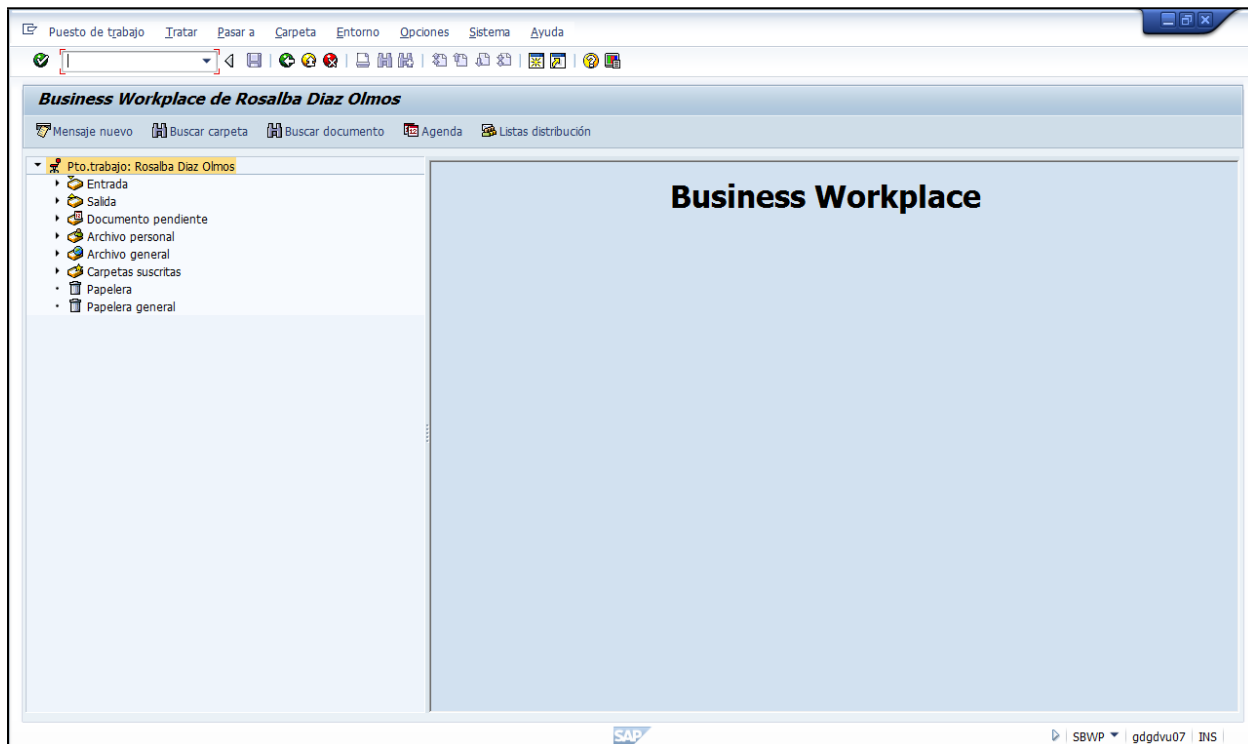 Puesto de trabajo Tratar Pasar a Carpeta Entorno Opciones Sistema Ayuda
Business Workplace de Rosalba Diaz Olmos
Mensaje nuevo Buscar carpeta Buscar documento Agenda Listas distribución
Pto.trabajo: Rosalba Diaz Olmos
Entrada
Salida
Documento pendiente
Archivo personal
Archivo general
Carpetas suscritas
Papelera
Papelera general
Business Workplace
SAP
SBWP gdgdvu07 INS